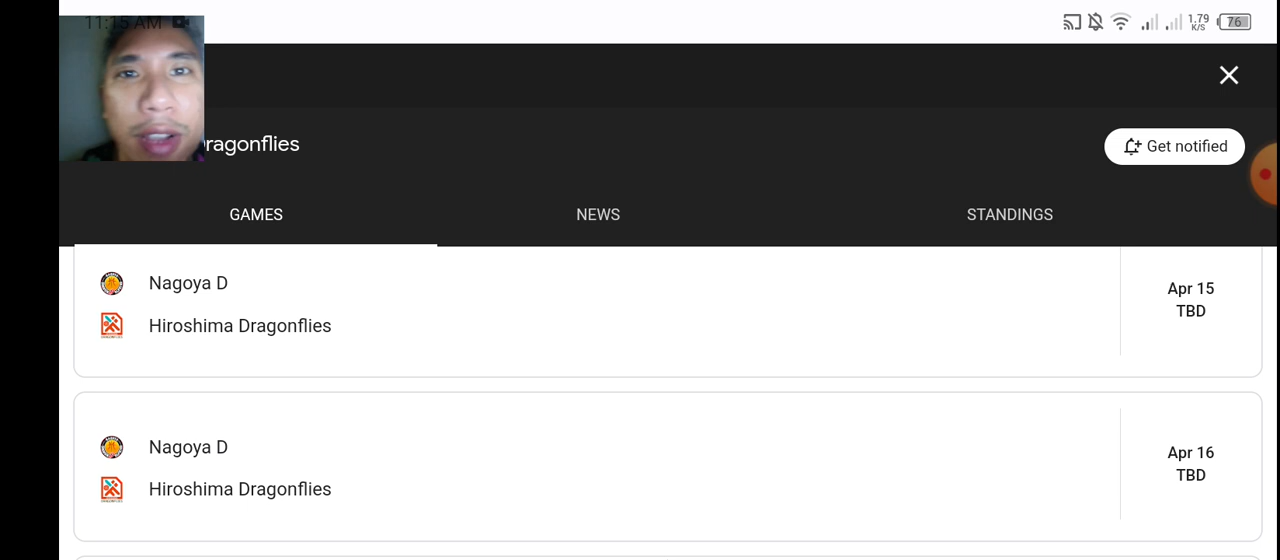 11:15 AM
1.79
K/S
76
ragonflies
Get notified
GAMES
NEWS
STANDINGS
Nagoya D
Hiroshima Dragonflies
Apr 15
TBD
Nagoya D
Hiroshima Dragonflies
Apr 16
TBD